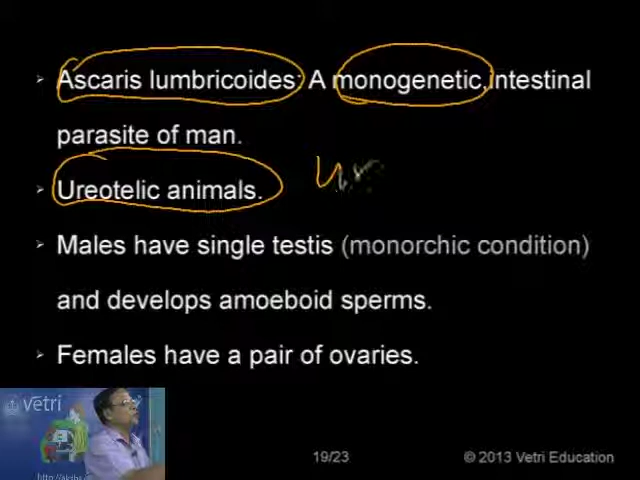 ➢ Ascaris lumbricoides: A monogenetic, intestinal
parasite of man.
➢ Ureotelic animals.
➢ Males have single testis (monorchic condition)
and develops amoeboid sperms.
➢ Females have a pair of ovaries.
vetri
19/23
© 2013 Vetri Education